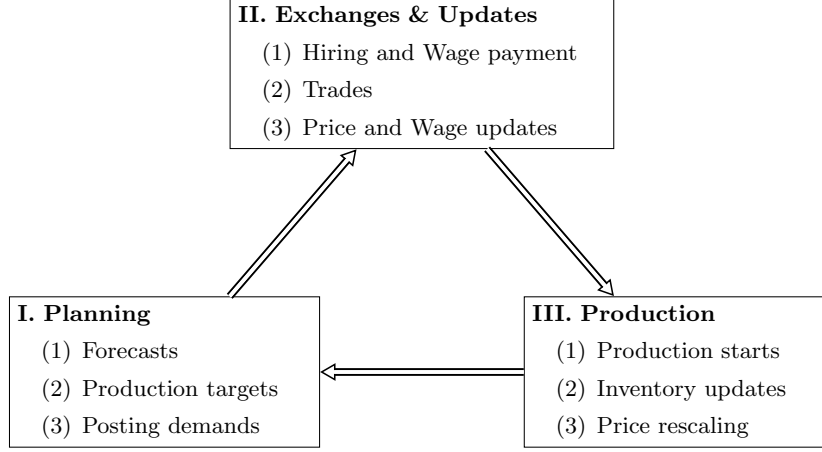 II. Exchanges & Updates
(1) Hiring and Wage payment
(2) Trades
(3) Price and Wage updates
I. Planning
(1) Forecasts
(2) Production targets
(3) Posting demands
III. Production
(1) Production starts
(2) Inventory updates
(3) Price rescaling